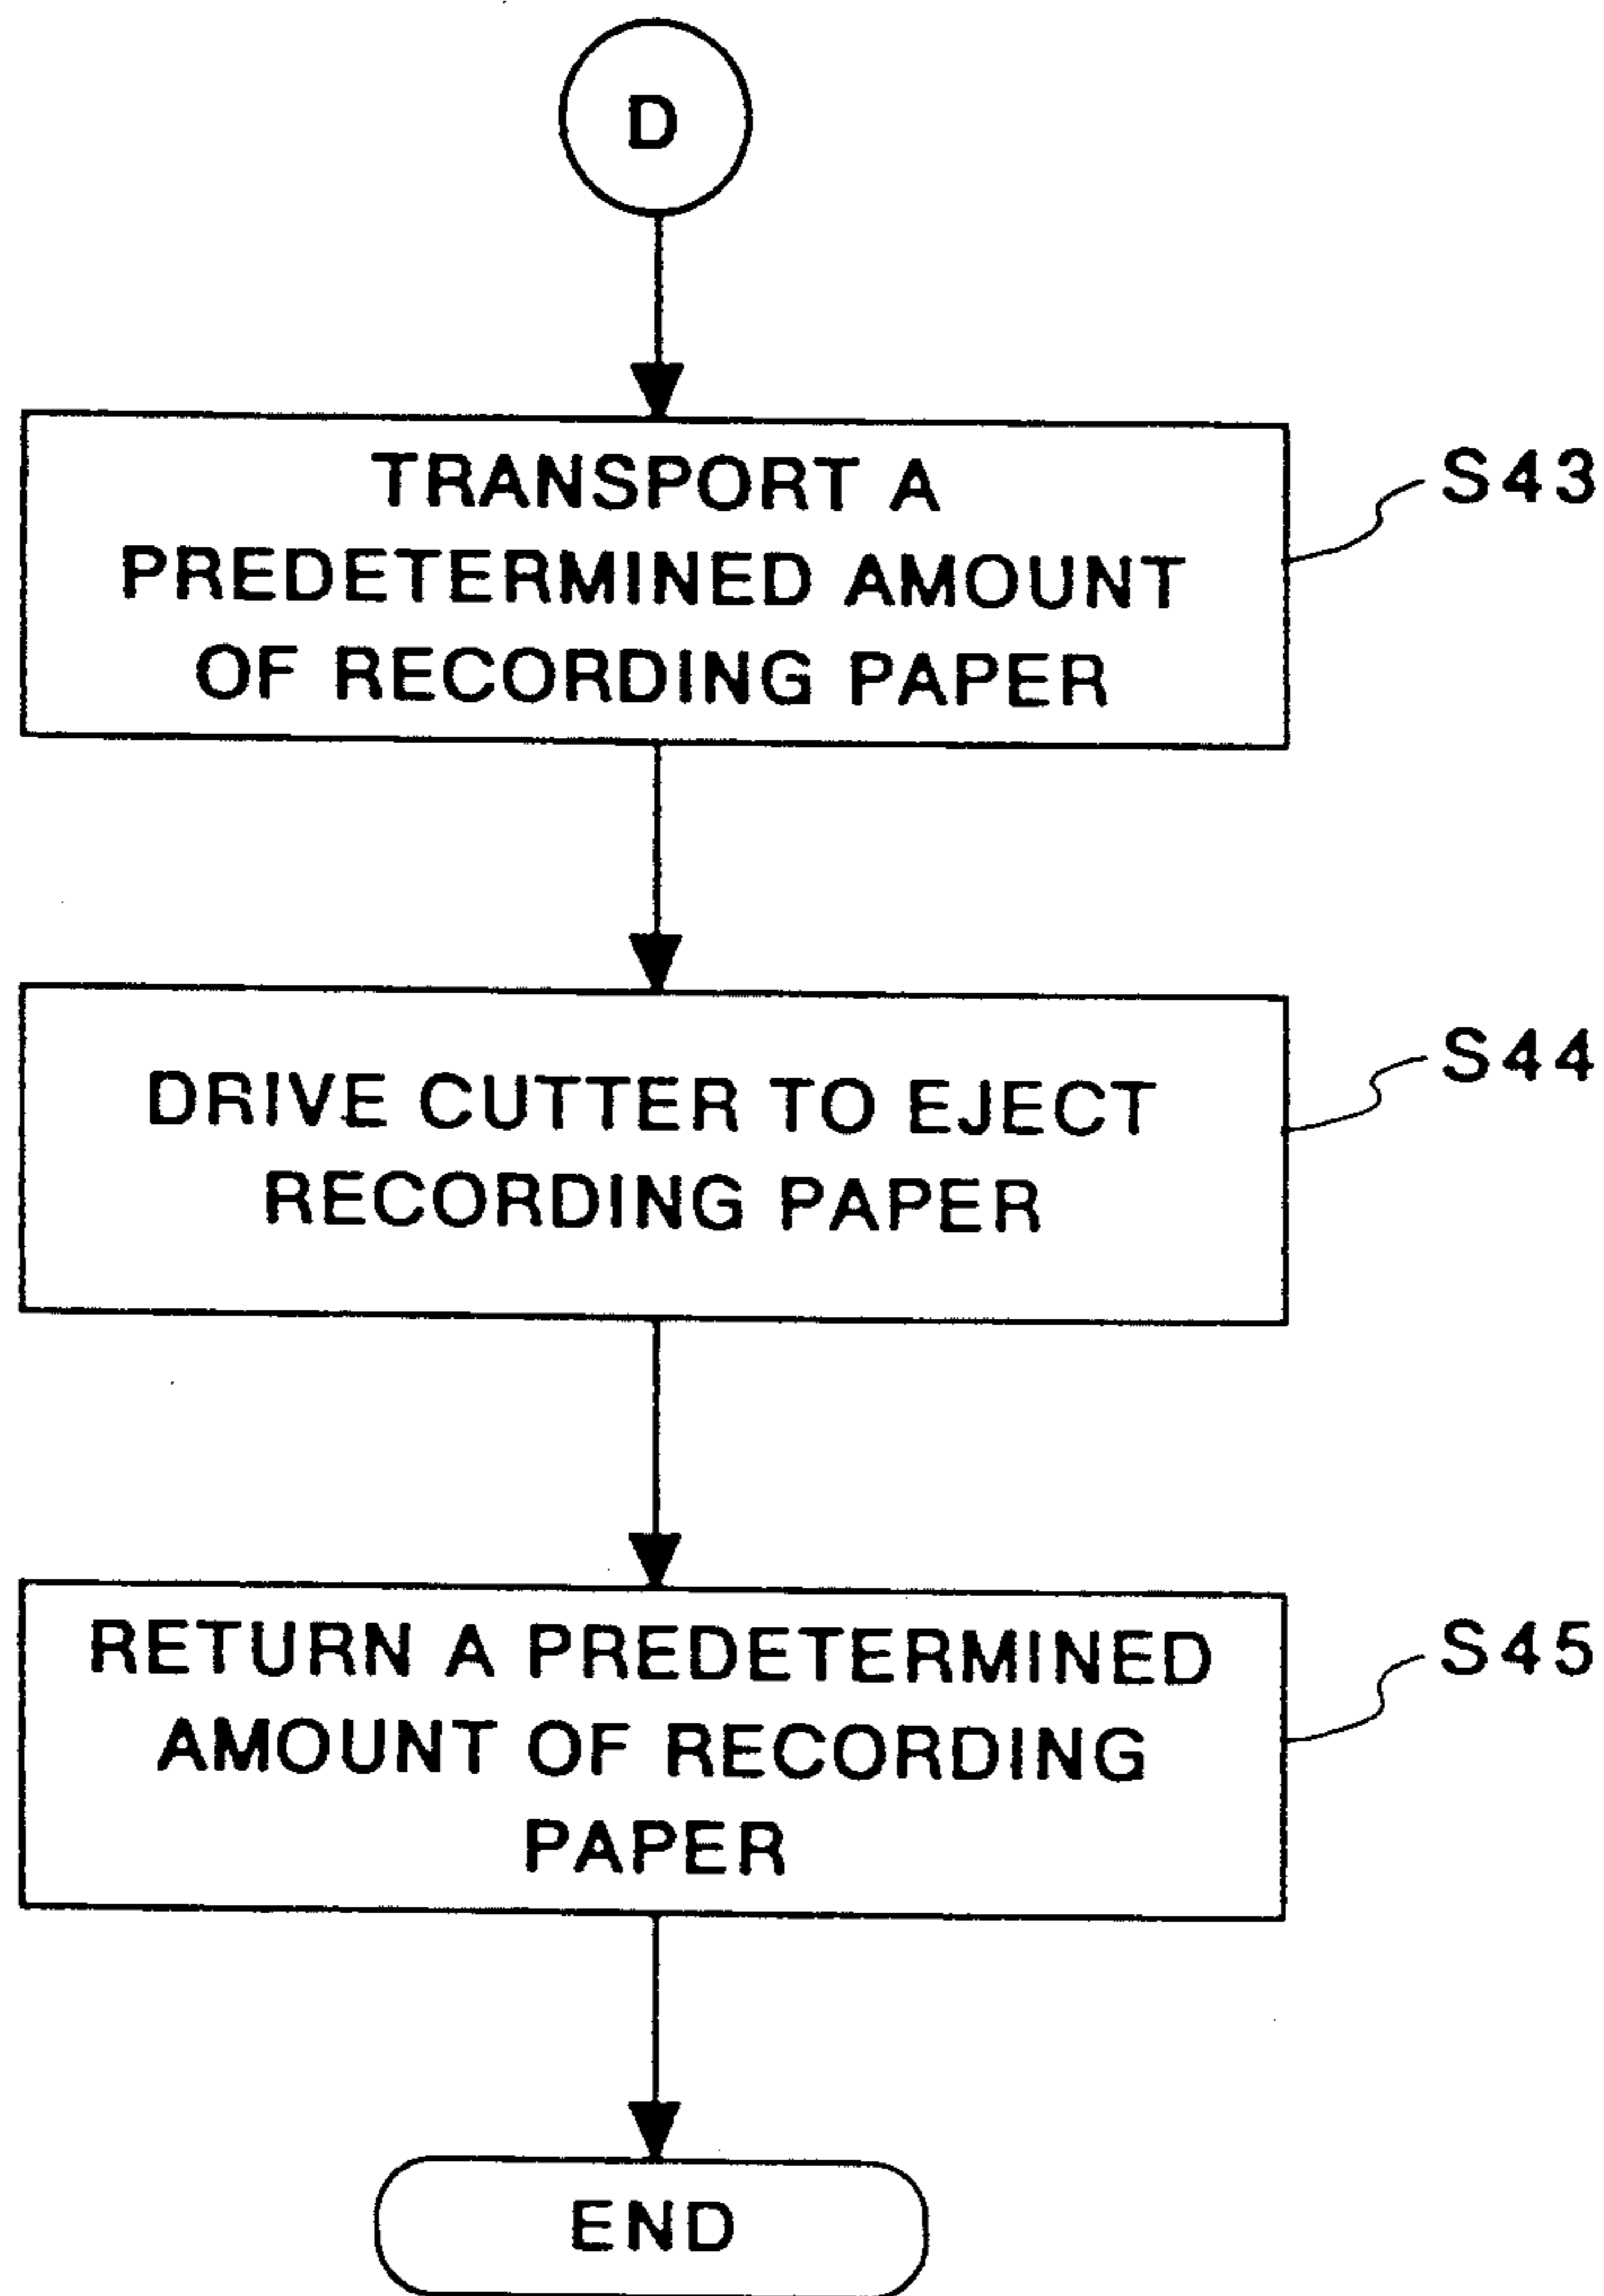 D
TRANSPORT A
PREDETERMINED AMOUNT
OF RECORDING PAPER
S43
DRIVE CUTTER TO EJECT
RECORDING PAPER
S44
RETURN A PREDETERMINED
AMOUNT OF RECORDING
PAPER
S45
END